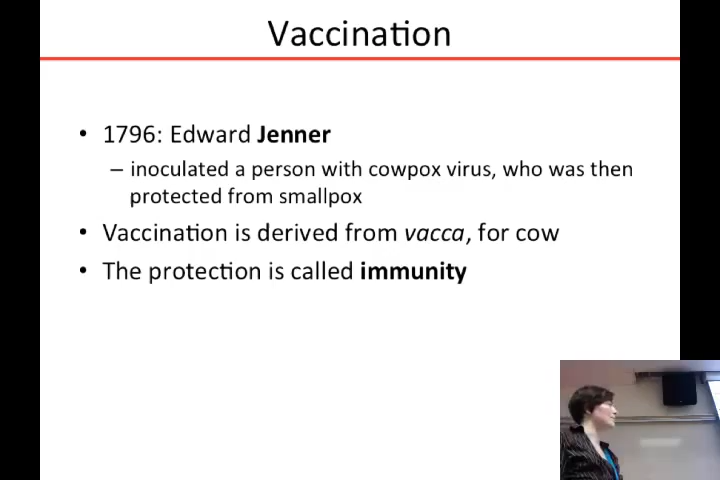 Vaccination
• 1796: Edward Jenner
– inoculated a person with cowpox virus, who was then
protected from smallpox
• Vaccination is derived from vacca, for cow
• The protection is called immunity